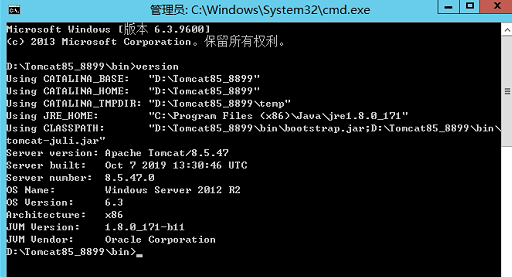 管理员: C:\Windows\System32\cmd.exe
Microsoft Windows [版本 6.3.9600]
(c) 2013 Microsoft Corporation。保留所有权利。
D:\Tomcat85_8899\bin>version
Using CATALINA_BASE:   "D:\Tomcat85_8899"
Using CATALINA_HOME:   "D:\Tomcat85_8899"
Using CATALINA_TMPDIR: "D:\Tomcat85_8899\temp"
Using JRE_HOME:        "C:\Program Files (x86)\Java\jre1.8.0_171"
Using CLASSPATH:       "D:\Tomcat85_8899\bin\bootstrap.jar;D:\Tomcat85_8899\bin\
tomcat-juli.jar"
Server version: Apache Tomcat/8.5.47
Server built:   Oct 7 2019 13:30:46 UTC
Server number:  8.5.47.0
OS Name:        Windows Server 2012 R2
OS Version:     6.3
Architecture:   x86
JVM Version:    1.8.0_171-b11
JVM Vendor:     Oracle Corporation
D:\Tomcat85_8899\bin>_